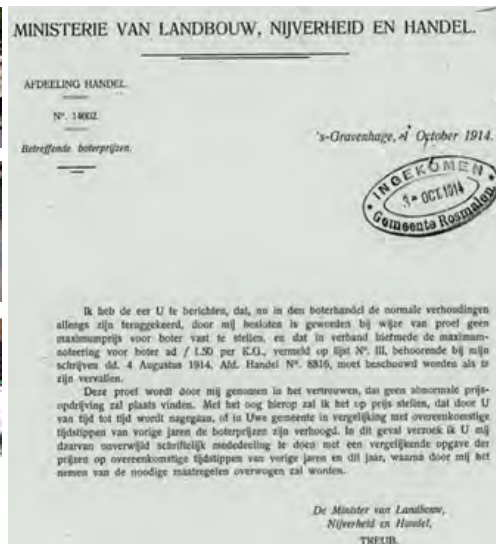 MINISTERIE VAN LANDBOUW, NIJVERHEID EN HANDEL.
AFDEELING HANDEL.
N°. 14602.
Betreffende boterprijzen.
's-Gravenhage, October 1914.
INGEKOMEN
3 - OCT. 1914
Gemeente Rosmalen
Ik heb de eer U te berichten, dat, nu in den boterhandel de normale verhoudingen
allengs zijn teruggekeerd, door mij besloten is geworden bij wijze van proef geen
maximumprijs voor boter vast te stellen, en dat in verband hiermede de maximum-
noteering voor boter ad f 1.50 per K.G., vermeld op lijst N°. III, behoorende bij mijn
schrijven dd. 4 Augustus 1914, Afd. Handel N°. 8816, moet beschouwd worden als te
zijn vervallen.
Deze proef wordt door mij genomen in het vertrouwen, dat geen abnormale prijs-
opdrijving zal plaats vinden. Met het oog hierop zal ik het op prijs stellen, dat door U
van tijd tot tijd wordt nagegaan, of in Uwe gemeente in vergelijking met overeenkomstige
tijdstippen van vorige jaren de boterprijzen zijn verhoogd. In dit geval verzoek ik U mij
daarvan onverwijld schriftelijk mededeeling te doen met een vergelijkende opgave der
prijzen op overeenkomstige tijdstippen van vorige jaren en dit jaar, waarna door mij het
nemen van de noodige maatregelen overwogen zal worden.
De Minister van Landbouw,
Nijverheid en Handel,
TREUB.